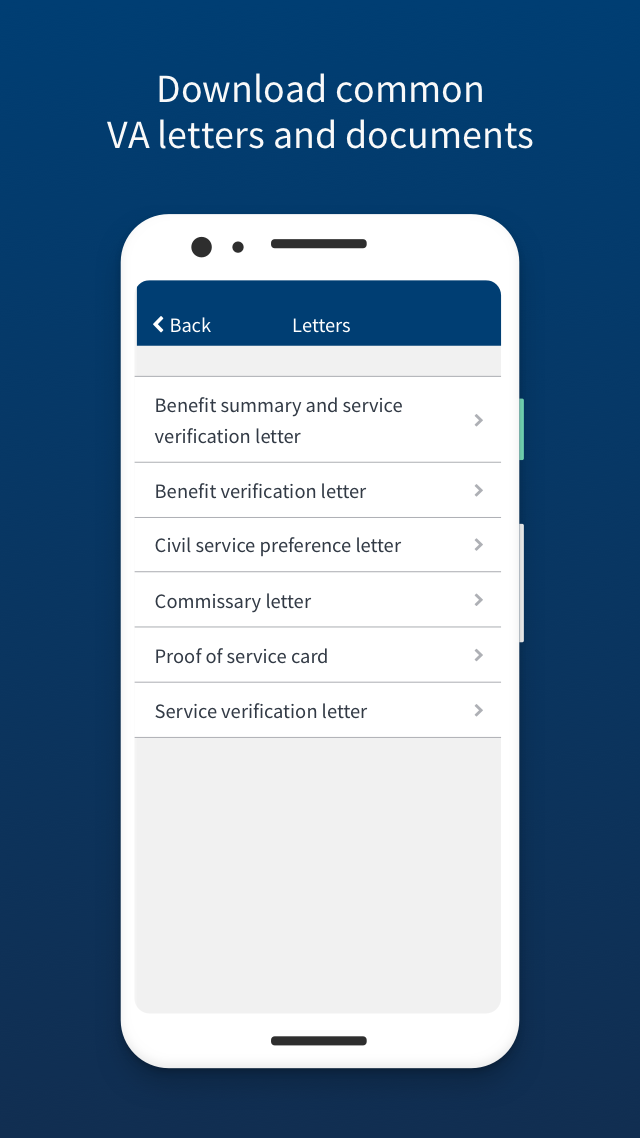 Download common
VA letters and documents
Back
Letters
Benefit summary and service
verification letter
Benefit verification letter
Civil service preference letter
Commissary letter
Proof of service card
Service verification letter